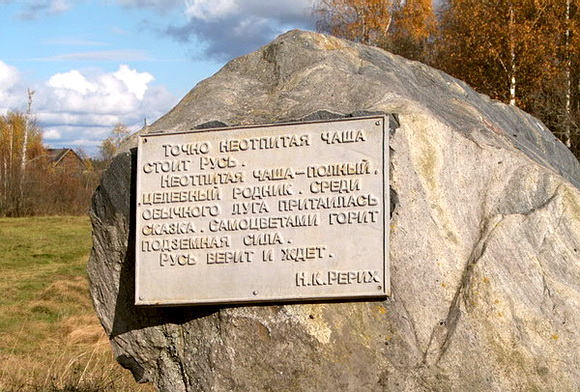 ТОЧНО НЕОТПИТАЯ ЧАША
СТОИТ РУСЬ.
НЕОТПИТАЯ ЧАША-ПОЛНЫЙ,
ЦЕЛЕБНЫЙ РОДНИК. СРЕДИ
ОБЫЧНОГО ЛУГА ПРИТАИЛАСЬ
СКАЗКА. САМОЦВЕТАМИ ГОРИТ
ПОДЗЕМНАЯ СИЛА.
РУСЬ ВЕРИТ И ЖДЕТ.
Н.К.РЕРИХ